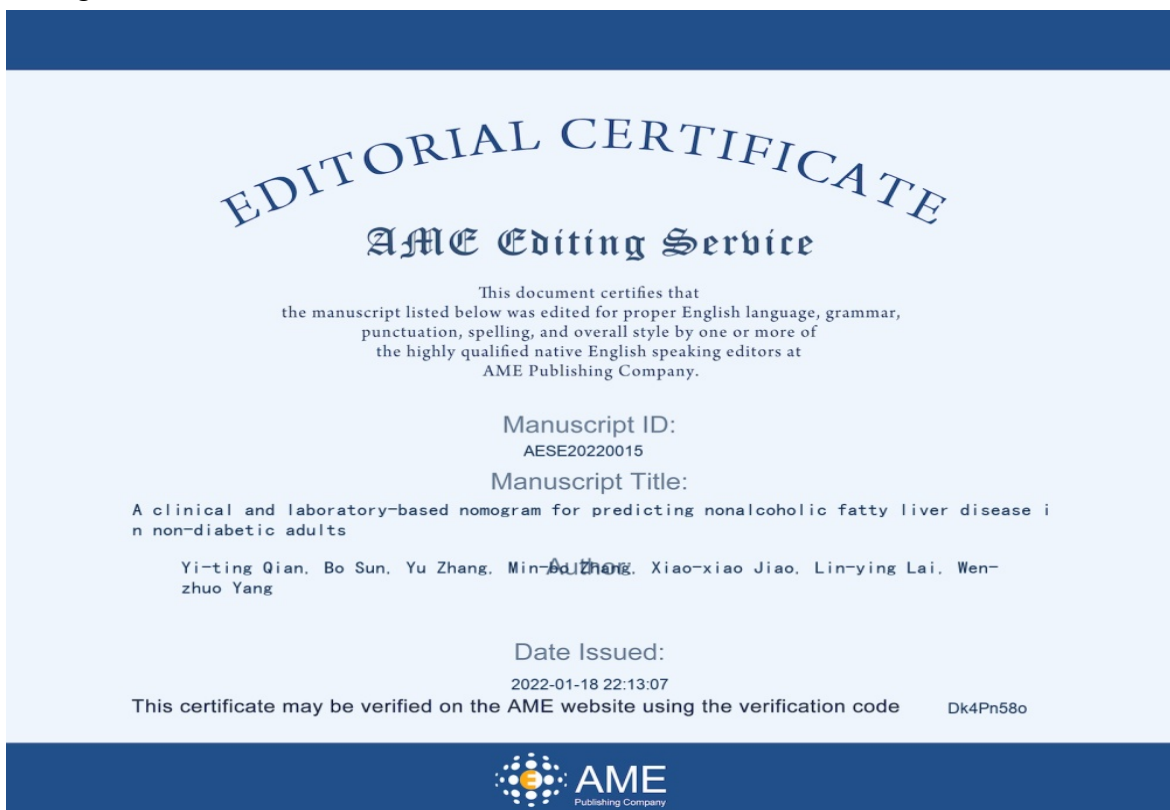 EDITORIAL CERTIFICATE
AME Editing Service
This document certifies that
the manuscript listed below was edited for proper English language, grammar,
punctuation, spelling, and overall style by one or more of
the highly qualified native English speaking editors at
AME Publishing Company.
Manuscript ID:
AESE20220015
Manuscript Title:
A clinical and laboratory-based nomogram for predicting nonalcoholic fatty liver disease i
n non-diabetic adults
Author:
Yi-ting Qian, Bo Sun, Yu Zhang, Min-bo Zhang, Xiao-xiao Jiao, Lin-ying Lai, Wen-
zhuo Yang
Date Issued:
2022-01-18 22:13:07
This certificate may be verified on the AME website using the verification code Dk4Pn58o
E AME
Publishing Company